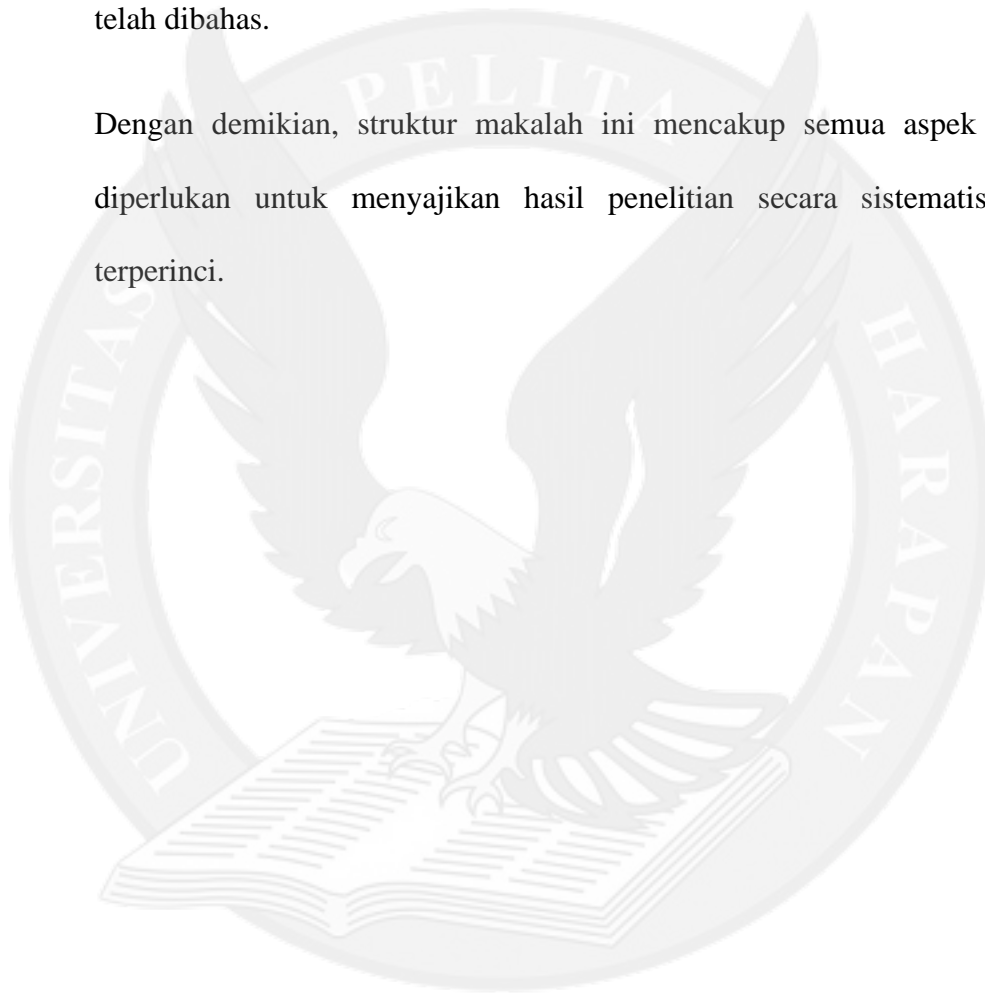 telah dibahas.
PELITA
Dengan demikian, struktur makalah ini mencakup semua aspek
diperlukan untuk menyajikan hasil penelitian secara sistematis
terperinci.
UNIVERSITAS
HARAPAN